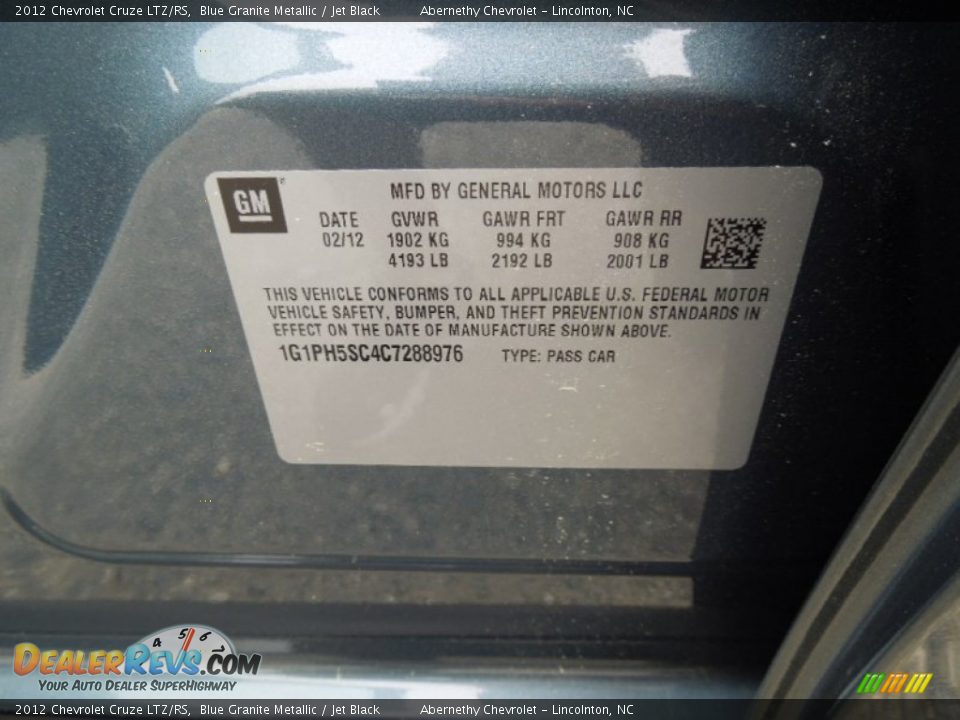 2012 Chevrolet Cruze LTZ/RS, Blue Granite Metallic / Jet Black Abernethy Chevrolet - Lincolnton, NC
GM MFD BY GENERAL MOTORS LLC
DATE GVWR GAWR FRT GAWR RR
02/12 1902 KG 994 KG 908 KG
4193 LB 2192 LB 2001 LB
THIS VEHICLE CONFORMS TO ALL APPLICABLE U.S. FEDERAL MOTOR
VEHICLE SAFETY, BUMPER, AND THEFT PREVENTION STANDARDS IN
EFFECT ON THE DATE OF MANUFACTURE SHOWN ABOVE.
1G1PH5SC4C7288976 TYPE: PASS CAR
4 5 6
DEALERREVS.COM
YOUR AUTO DEALER SUPERHIGHWAY
2012 Chevrolet Cruze LTZ/RS, Blue Granite Metallic / Jet Black Abernethy Chevrolet - Lincolnton, NC